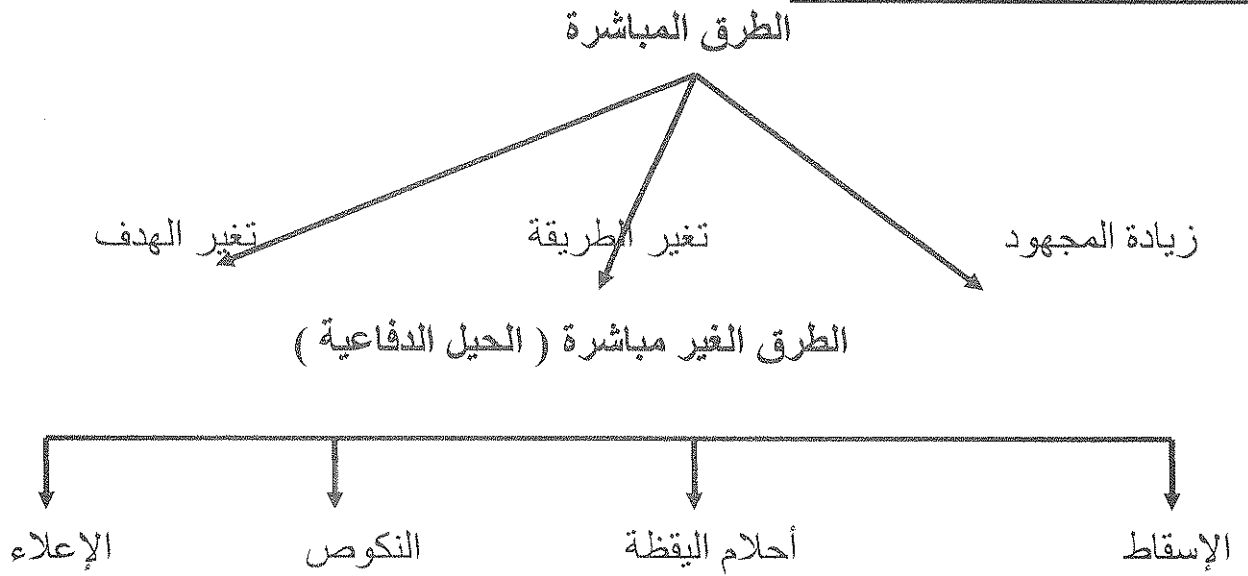 الطرق المباشرة
زيادة المجهود تغير الطريقة تغير الهدف
الطرق الغير مباشرة ( الحيل الدفاعية )
الإسقاط أحلام اليقظة النكوص الإعلاء